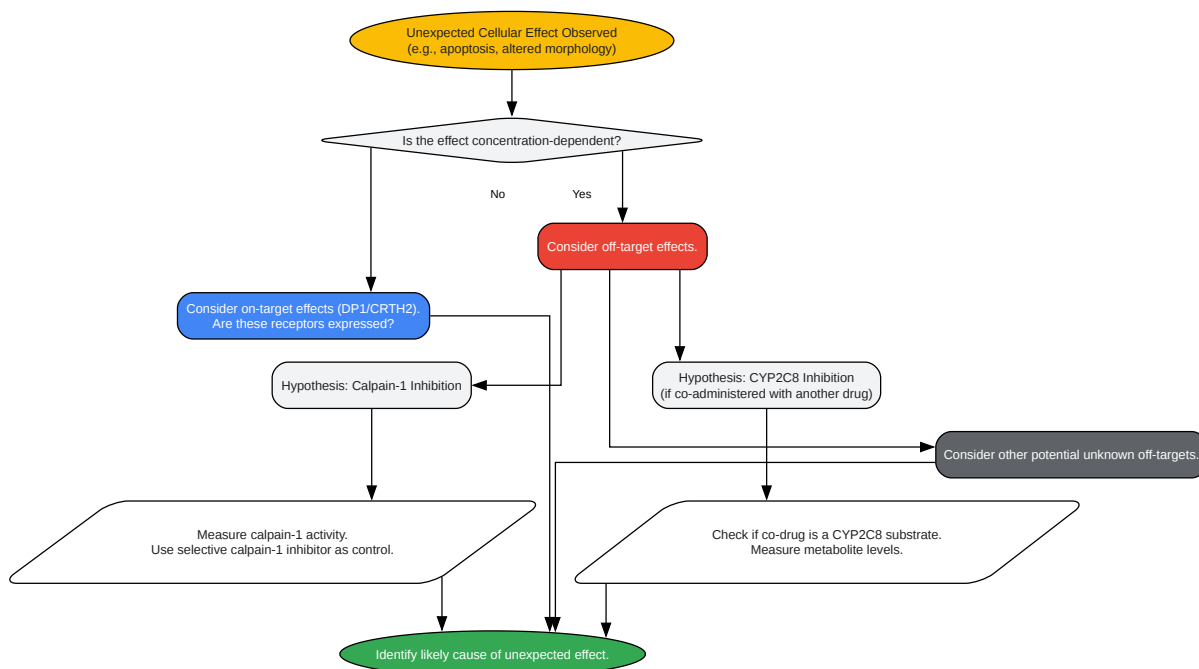 Unexpected Cellular Effect Observed
(e.g., apoptosis, altered morphology)
Is the effect concentration-dependent?
No
Yes
Consider off-target effects.
Consider on-target effects (DP1/CRTH2).
Are these receptors expressed?
Hypothesis: Calpain-1 Inhibition
Hypothesis: CYP2C8 Inhibition
(if co-administered with another drug)
Consider other potential unknown off-targets.
Measure calpain-1 activity.
Use selective calpain-1 inhibitor as control.
Check if co-drug is a CYP2C8 substrate.
Measure metabolite levels.
Identify likely cause of unexpected effect.